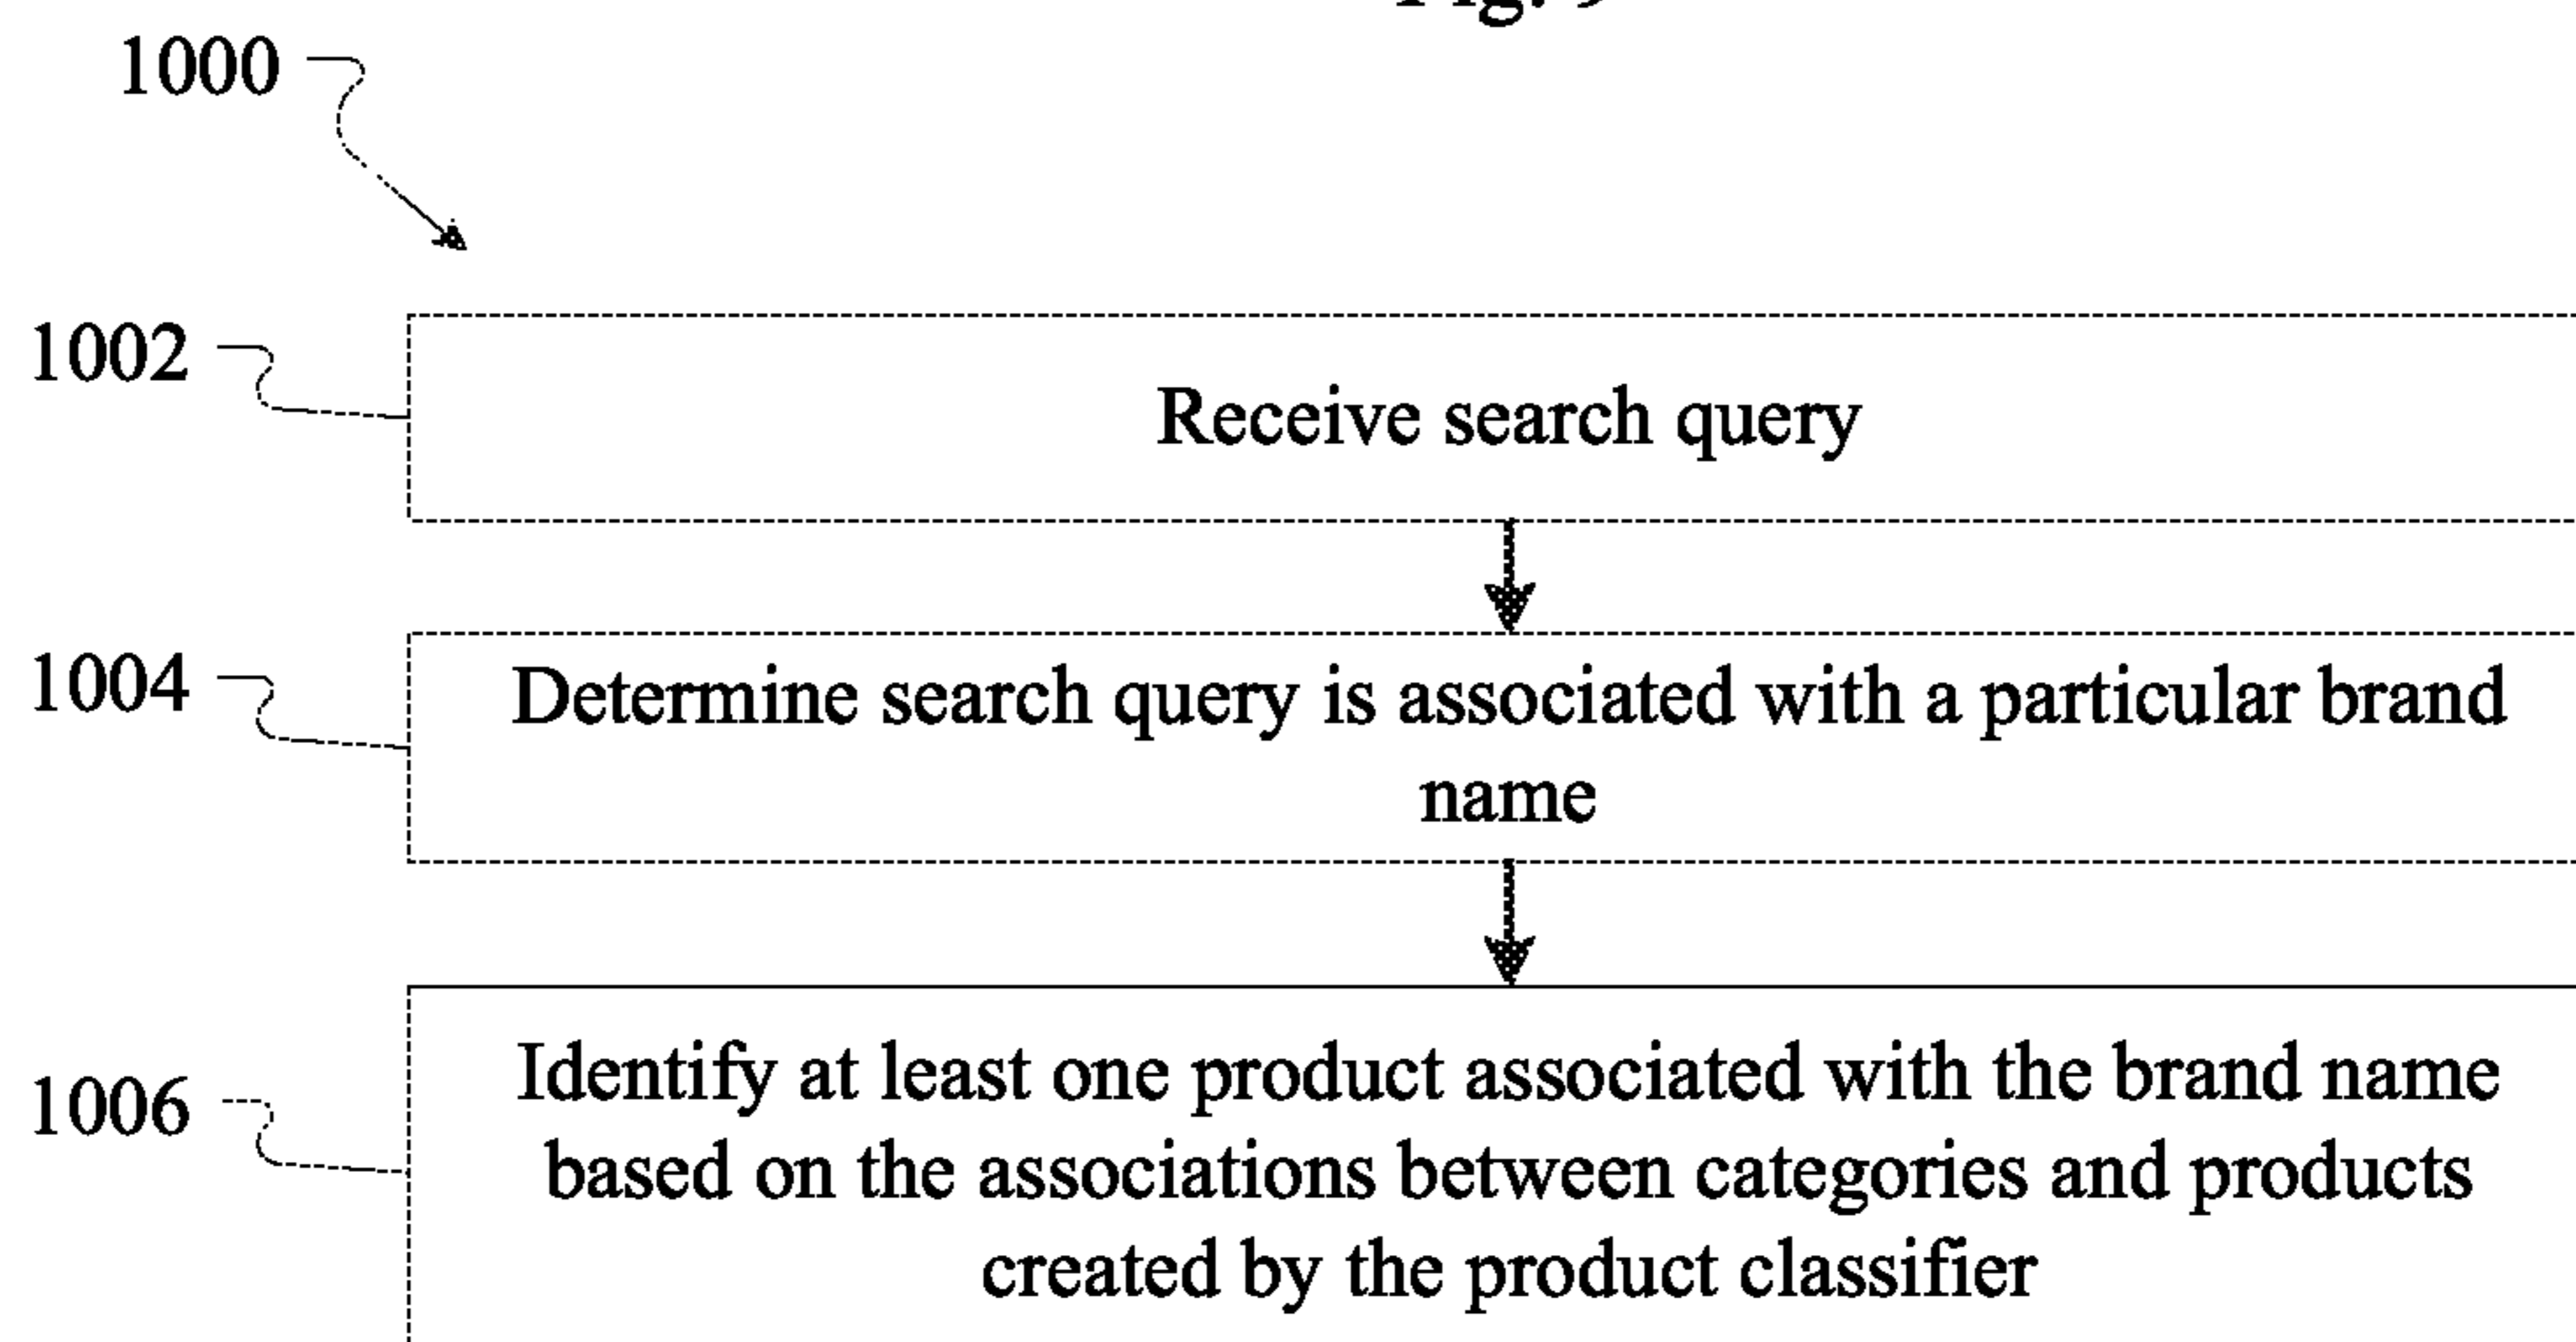 1000
1002
Receive search query
1004
Determine search query is associated with a particular brand
name
1006
Identify at least one product associated with the brand name
based on the associations between categories and products
created by the product classifier